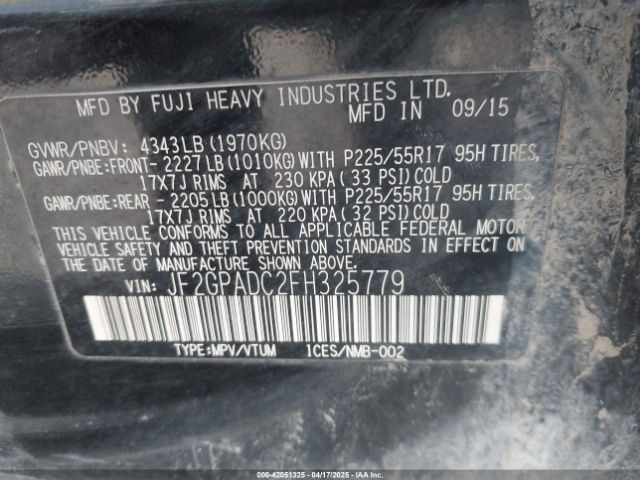 MFD BY FUJI HEAVY INDUSTRIES LTD.
MFD IN 09/15
GVWR/PNBV: 4343LB (1970KG)
GAWR/PNBE:FRONT- 2227LB (1010KG) WITH P225/55R17 95H TIRES,
17X7J RIMS AT 230 KPA ( 33 PSI) COLD
GAWR/PNBE:REAR - 2205LB (1000KG) WITH P225/55R17 95H TIRES,
17X7J RIMS AT 220 KPA ( 32 PSI) COLD
THIS VEHICLE CONFORMS TO ALL APPLICABLE FEDERAL MOTOR
VEHICLE SAFETY AND THEFT PREVENTION STANDARDS IN EFFECT ON
THE DATE OF MANUFACTURE SHOWN ABOVE.
VIN: JF2GPADC2FH325779
TYPE:MPV/VTUM ICES/NMB-002
000-42051325 - 04/17/2025 - IAAI.com